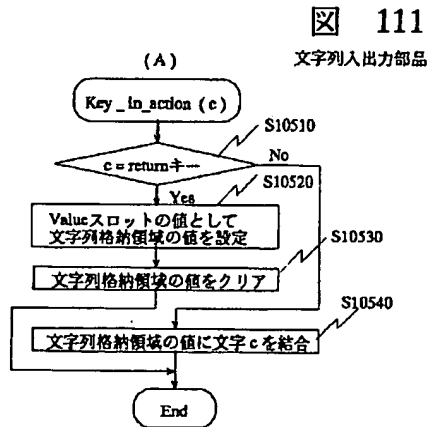 図 111
文字列入出力部品
(A)
Key_in_action (c)
S10510
c = returnキー
No
S10520
Yes
Valueスロットの値として
文字列格納領域の値を設定
S10530
文字列格納領域の値をクリア
S10540
文字列格納領域の値に文字cを結合
End